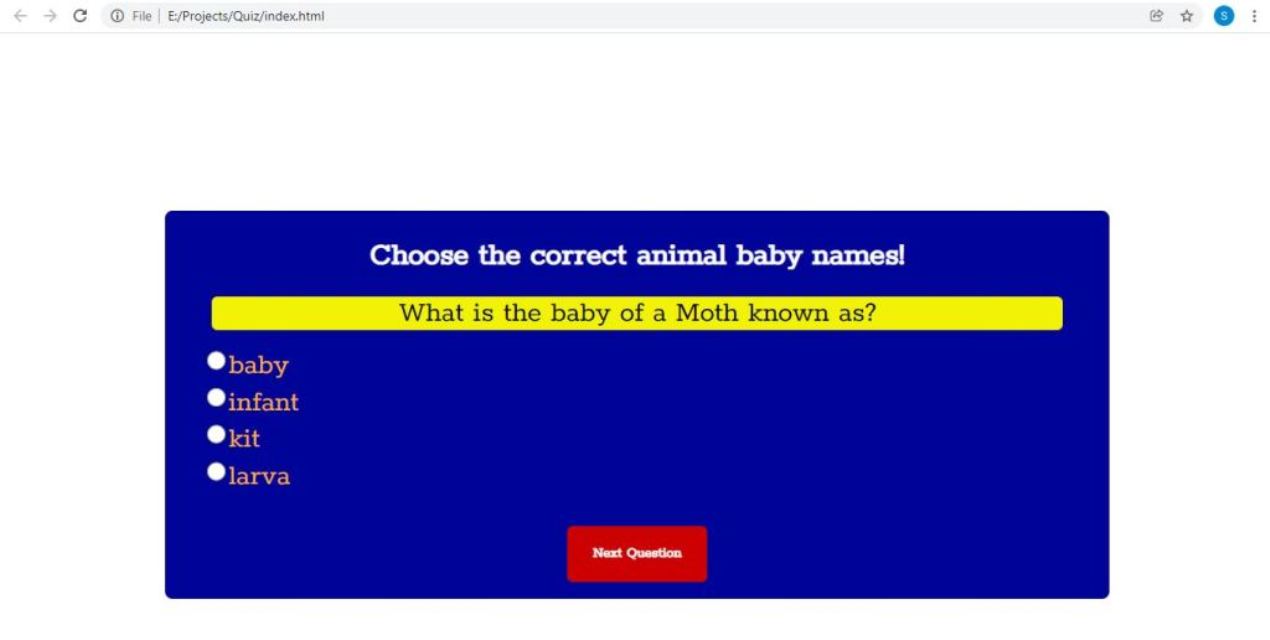 File E:/Projects/Quiz/index.html S
Choose the correct animal baby names!
What is the baby of a Moth known as?
baby
infant
kit
larva
Next Question